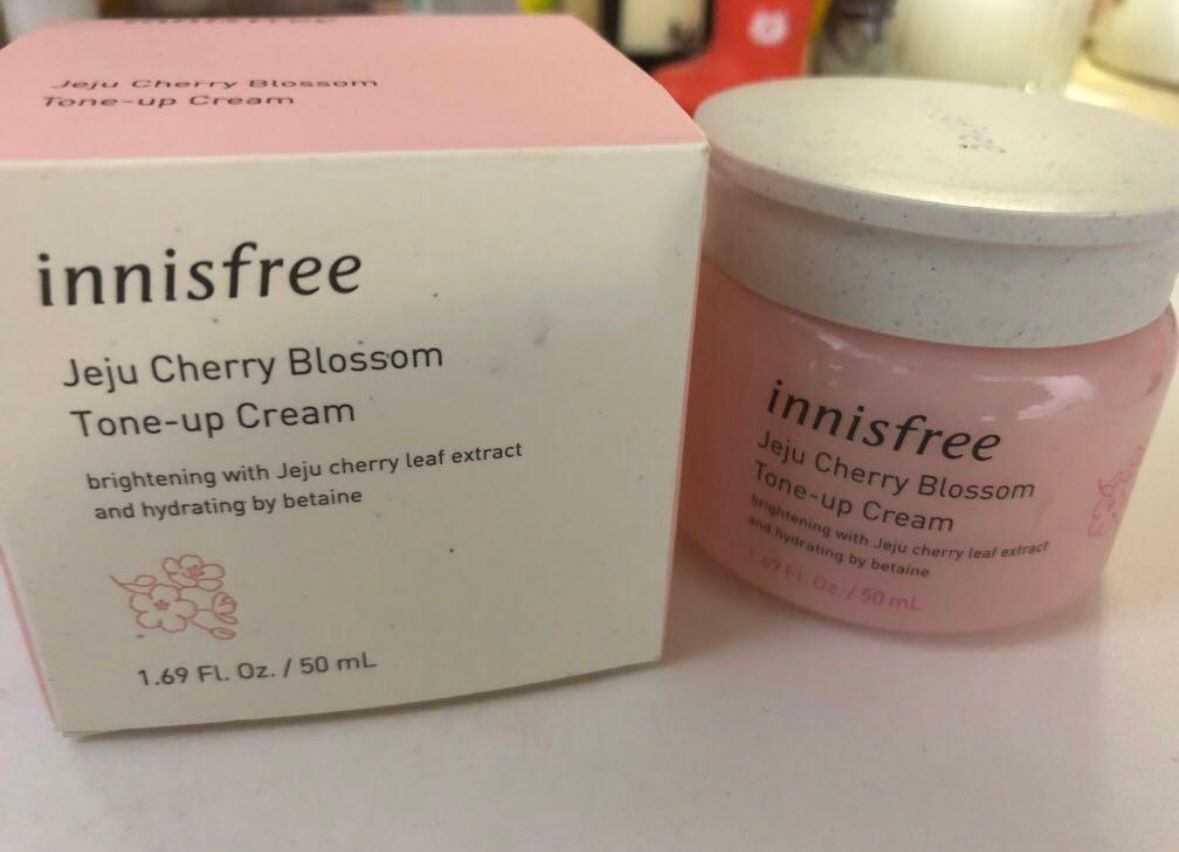 Jeju Cherry Blossom
Tone-up Cream
innisfree
Jeju Cherry Blossom
Tone-up Cream
brightening with Jeju cherry leaf extract
and hydrating by betaine
1.69 FL. Oz. / 50 mL
innisfree
Jeju Cherry Blossom
Tone-up Cream
brightening with Jeju cherry leaf extract
and hydrating by betaine
1.69 FL. Oz. / 50 mL